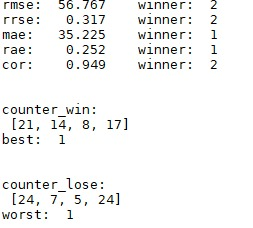 rmse: 56.767 winner: 2
rrse: 0.317 winner: 2
mae: 35.225 winner: 1
rae: 0.252 winner: 1
cor: 0.949 winner: 2
counter_win:
[21, 14, 8, 17]
best: 1
counter_lose:
[24, 7, 5, 24]
worst: 1